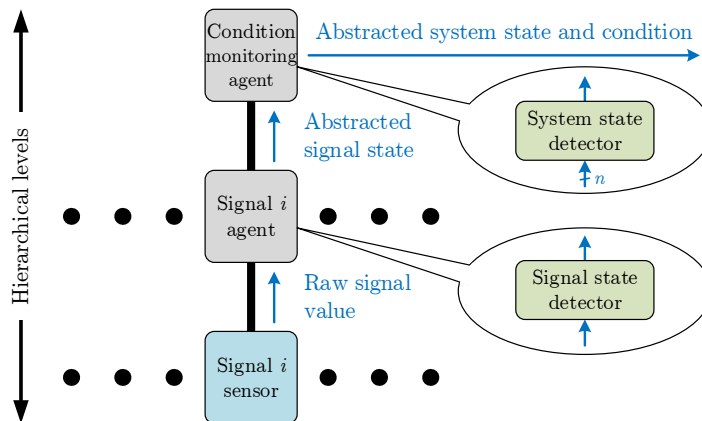 Condition
monitoring
agent
Abstracted system state and condition
Abstracted
signal state
System state
detector
n
Hierarchical levels
Signal i
agent
Raw signal
value
Signal state
detector
Signal i
sensor